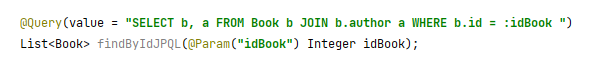 @Query(value = "SELECT b, a FROM Book b JOIN b.author a WHERE b.id = :idBook ")
List<Book> findByIdJPQL(@Param("idBook") Integer idBook);